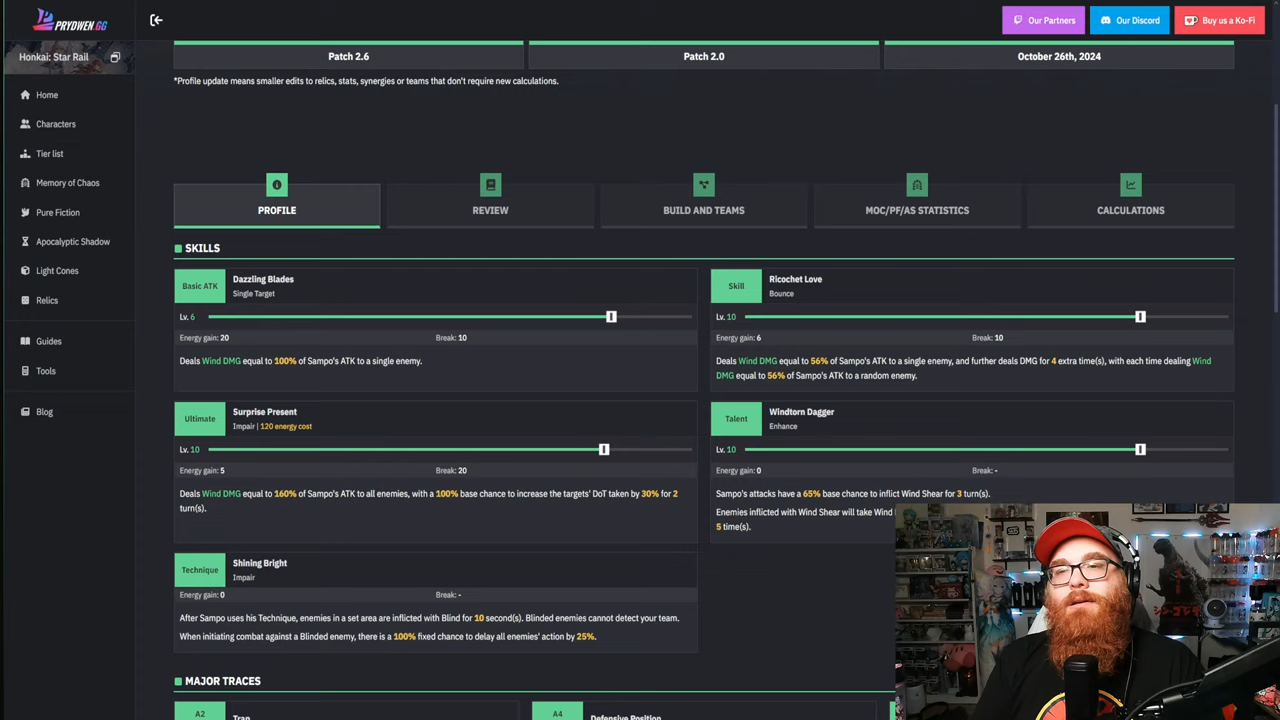 PRYDWEN.GG
Our Partners
Our Discord
Buy us a Ko-Fi
Honkai: Star Rail
Home
Characters
Tier list
Memory of Chaos
Pure Fiction
Apocalyptic Shadow
Light Cones
Relics
Guides
Tools
Blog
Patch 2.6
Patch 2.0
October 26th, 2024
*Profile update means smaller edits to relics, stats, synergies or teams that don't require new calculations.
PROFILE
REVIEW
BUILD AND TEAMS
MOC/PF/AS STATISTICS
CALCULATIONS
SKILLS
Basic ATK
Dazzling Blades
Single Target
Lv. 6
Energy gain: 20
Break: 10
Deals Wind DMG equal to 100% of Sampo's ATK to a single enemy.
Skill
Ricochet Love
Bounce
Lv. 10
Energy gain: 6
Break: 10
Deals Wind DMG equal to 56% of Sampo's ATK to a single enemy, and further deals DMG for 4 extra time(s), with each time dealing Wind
DMG equal to 56% of Sampo's ATK to a random enemy.
Ultimate
Surprise Present
Impair | 120 energy cost
Lv. 10
Energy gain: 5
Break: 20
Deals Wind DMG equal to 160% of Sampo's ATK to all enemies, with a 100% base chance to increase the targets' DoT taken by 30% for 2
turn(s).
Talent
Windtorn Dagger
Enhance
Lv. 10
Energy gain: 0
Break: -
Sampo's attacks have a 65% base chance to inflict Wind Shear for 3 turn(s).
Enemies inflicted with Wind Shear will take Wind
5 time(s).
Technique
Shining Bright
Impair
Energy gain: 0
Break: -
After Sampo uses his Technique, enemies in a set area are inflicted with Blind for 10 second(s). Blinded enemies cannot detect your team.
When initiating combat against a Blinded enemy, there is a 100% fixed chance to delay all enemies' action by 25%.
MAJOR TRACES
A2
Trap
A4
Defensive Position